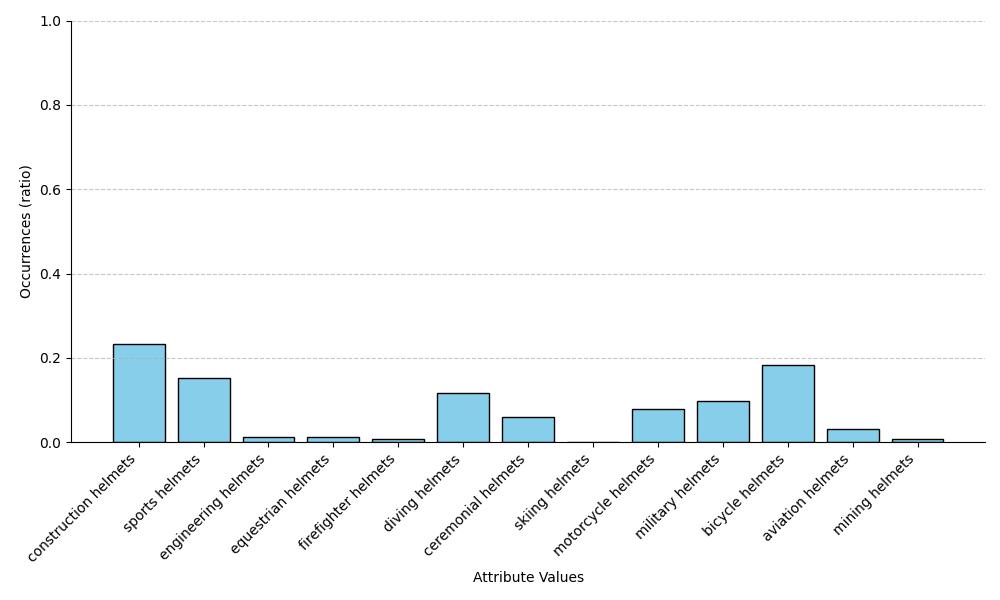 1.0
0.8
0.6
0.4
0.2
0.0
Occurrences (ratio)
construction helmets
sports helmets
engineering helmets
equestrian helmets
firefighter helmets
diving helmets
ceremonial helmets
skiing helmets
motorcycle helmets
military helmets
bicycle helmets
aviation helmets
mining helmets
Attribute Values